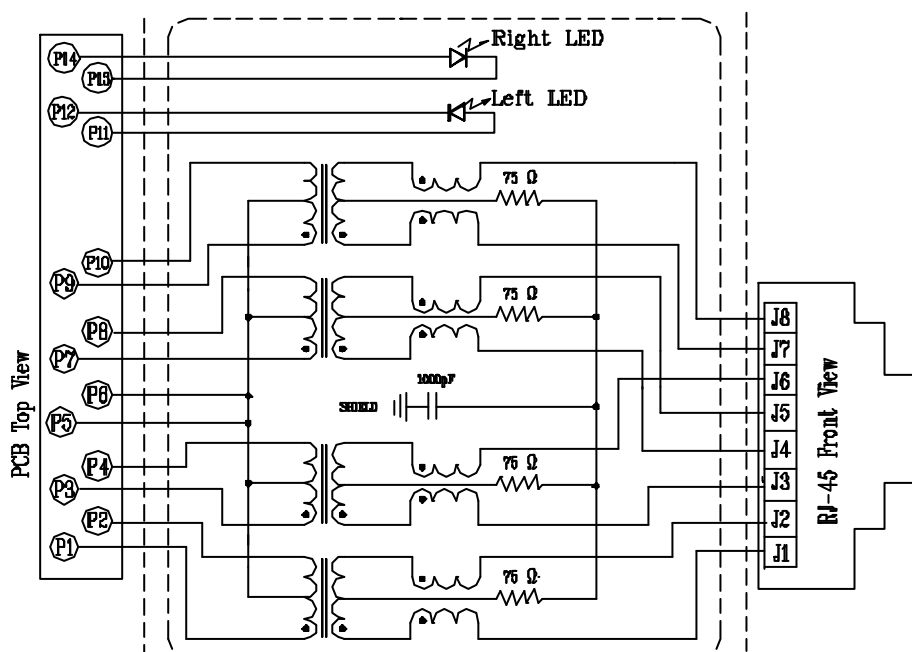 P14
Right LED
P13
P12
Left LED
P11
75 Ω
P10
P9
75 Ω
P8
J8
P7
J7
J6
P6
1000pF
SHIELD
J5
P5
J4
P4
75 Ω
P3
J3
P2
J2
P1
J1
75 Ω
PCB Top View
RJ-45 Front View